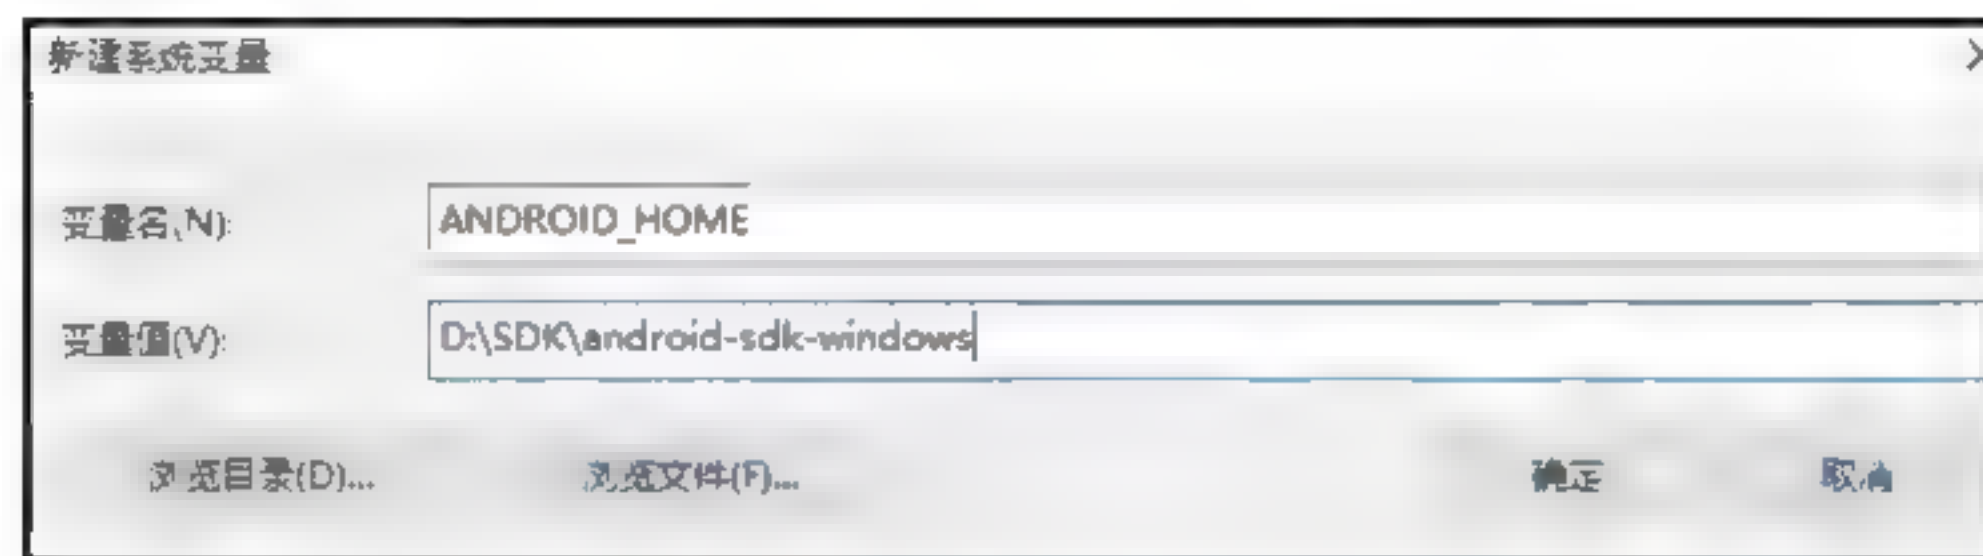 新建系统变量
变量名(N):
ANDROID_HOME
变量值(V):
D:\SDK\android-sdk-windows
浏览目录(D)...
浏览文件(F)...
确定
取消